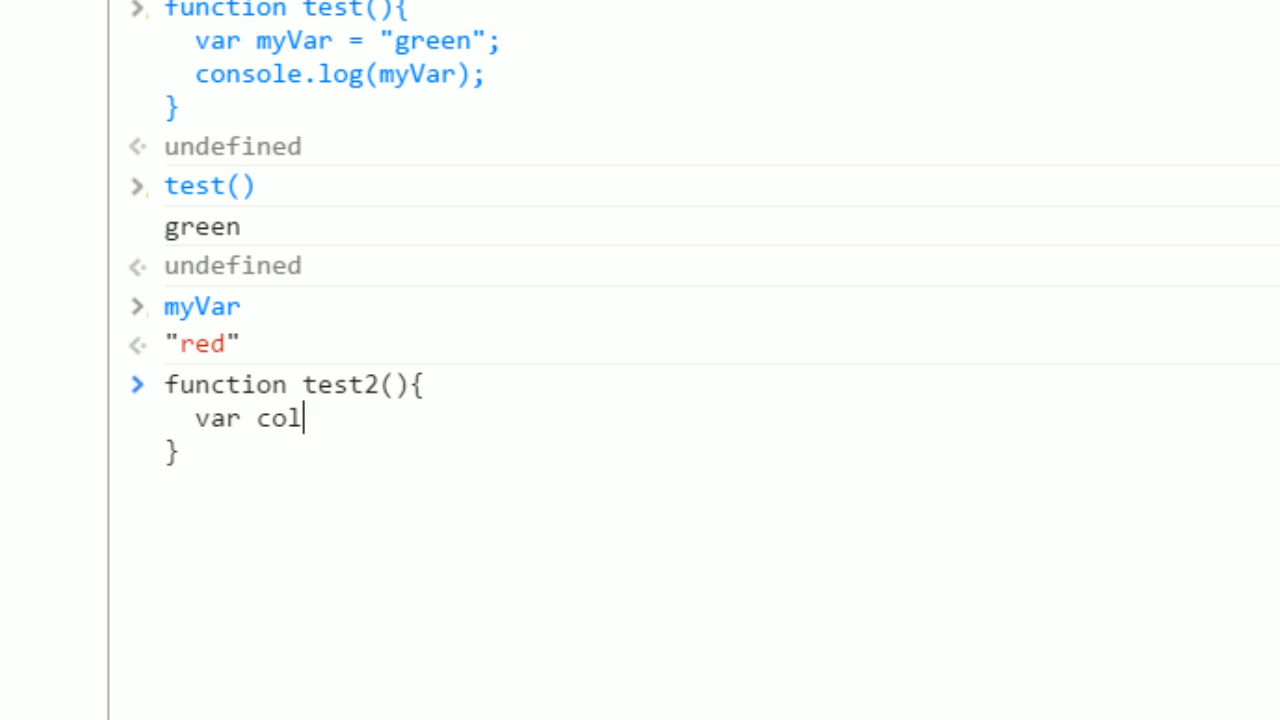 function test(){
var myVar = "green";
console.log(myVar);
}
undefined
test()
green
undefined
myVar
"red"
function test2(){
var col
}